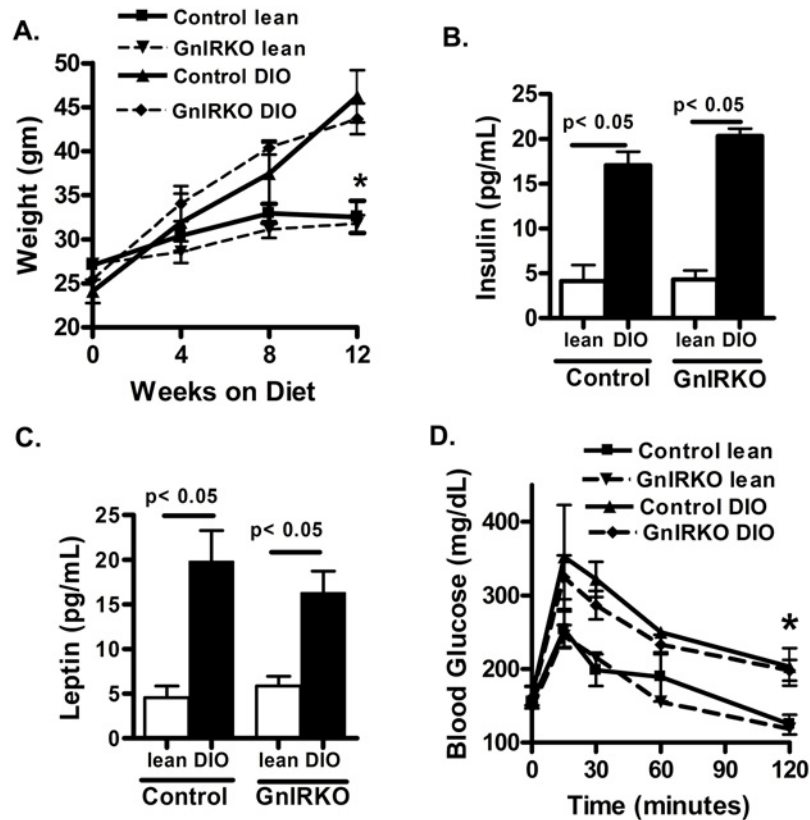 A.
Control lean
GnIRKO lean
Control DIO
GnIRKO DIO
Weight (gm)
50
45
40
35
30
25
20
*
0 4 8 12
Weeks on Diet
B.
Insulin (pg/mL)
25
20
15
10
5
0
p< 0.05
p< 0.05
lean DIO lean DIO
Control GnIRKO
C.
Leptin (pg/mL)
25
20
15
10
5
0
p< 0.05
p< 0.05
lean DIO lean DIO
Control GnIRKO
D.
Control lean
GnIRKO lean
Control DIO
GnIRKO DIO
Blood Glucose (mg/dL)
400
300
200
100
*
0 30 60 90 120
Time (minutes)